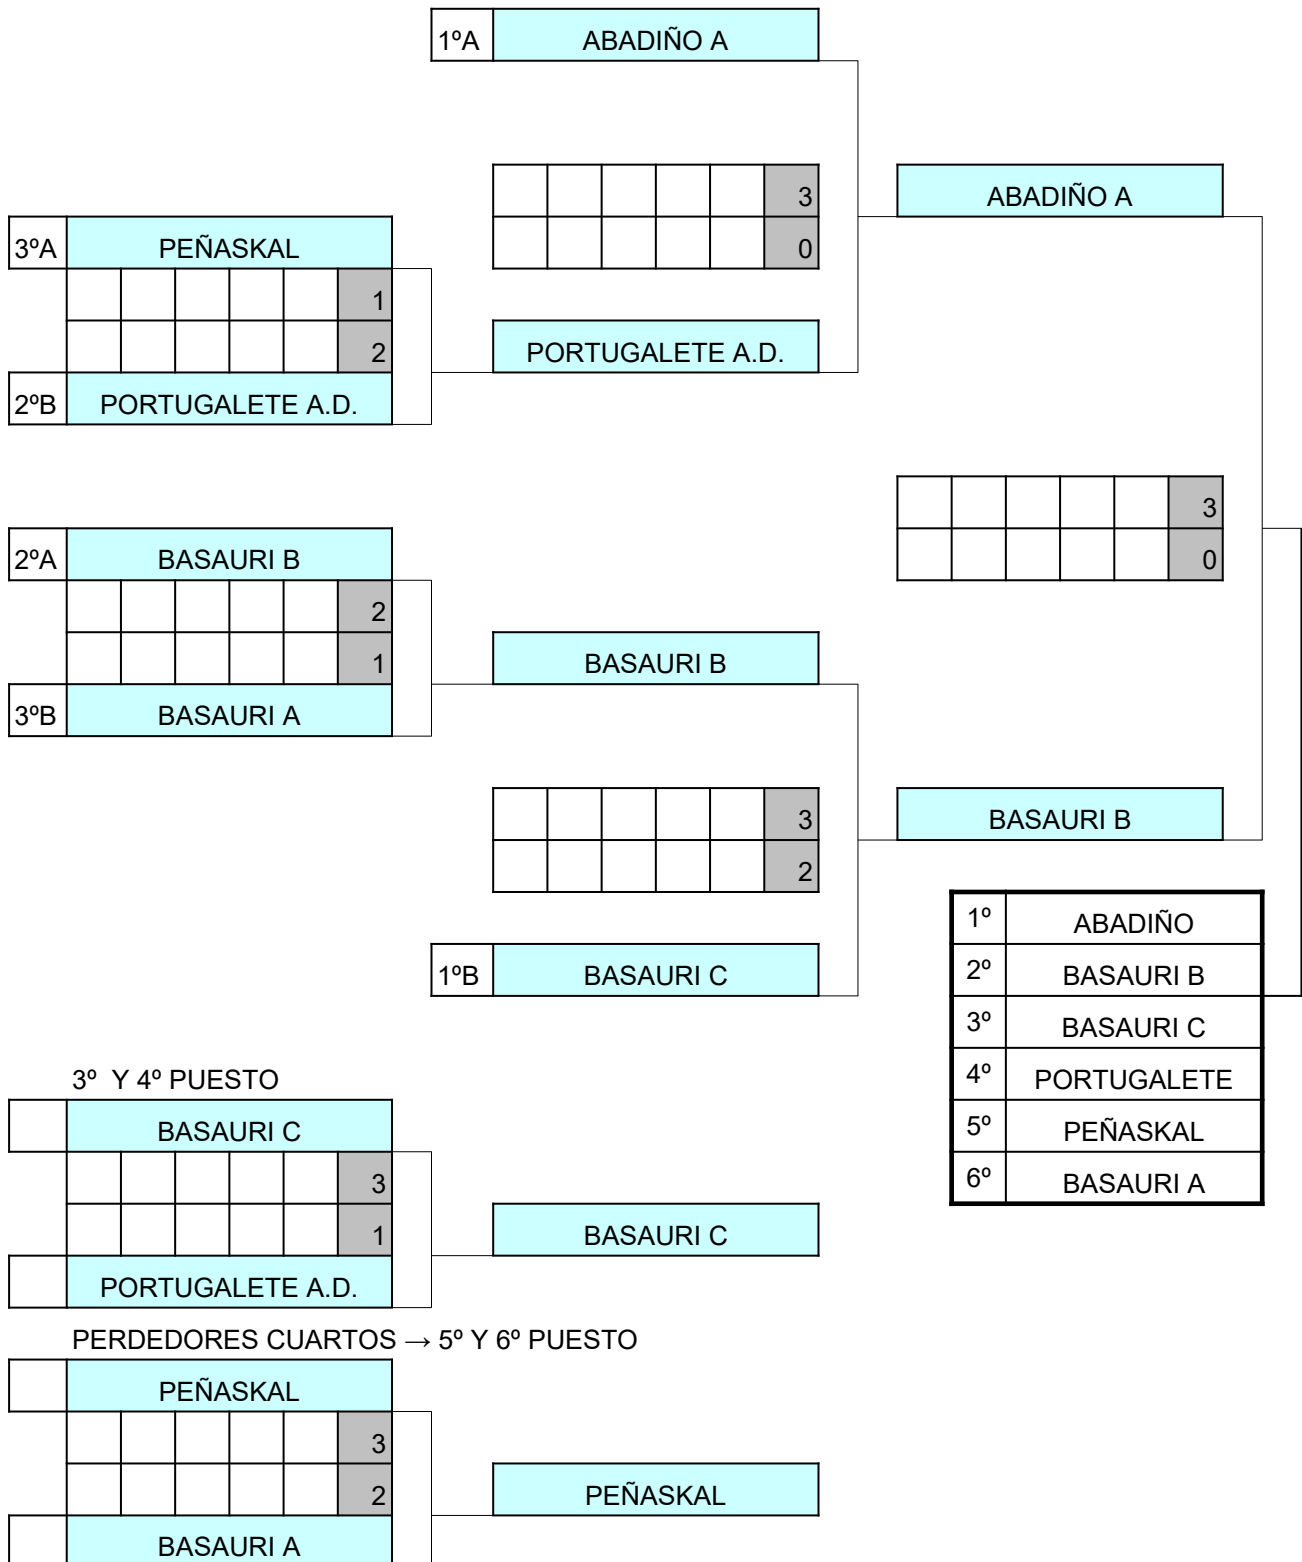 1ºA ABADIÑO A
3 ABADIÑO A
3ºA PEÑASKAL 0
1
2 PORTUGALETE A.D.
2ºB PORTUGALETE A.D.
3
2ºA BASAURI B 0
2
1 BASAURI B
3ºB BASAURI A
3 BASAURI B
2
1º ABADIÑO
1ºB BASAURI C 2º BASAURI B
3º BASAURI C
3º Y 4º PUESTO 4º PORTUGALETE
BASAURI C 5º PEÑASKAL
3 6º BASAURI A
1 BASAURI C
PORTUGALETE A.D.
PERDEDORES CUARTOS → 5º Y 6º PUESTO
PEÑASKAL
3
2 PEÑASKAL
BASAURI A